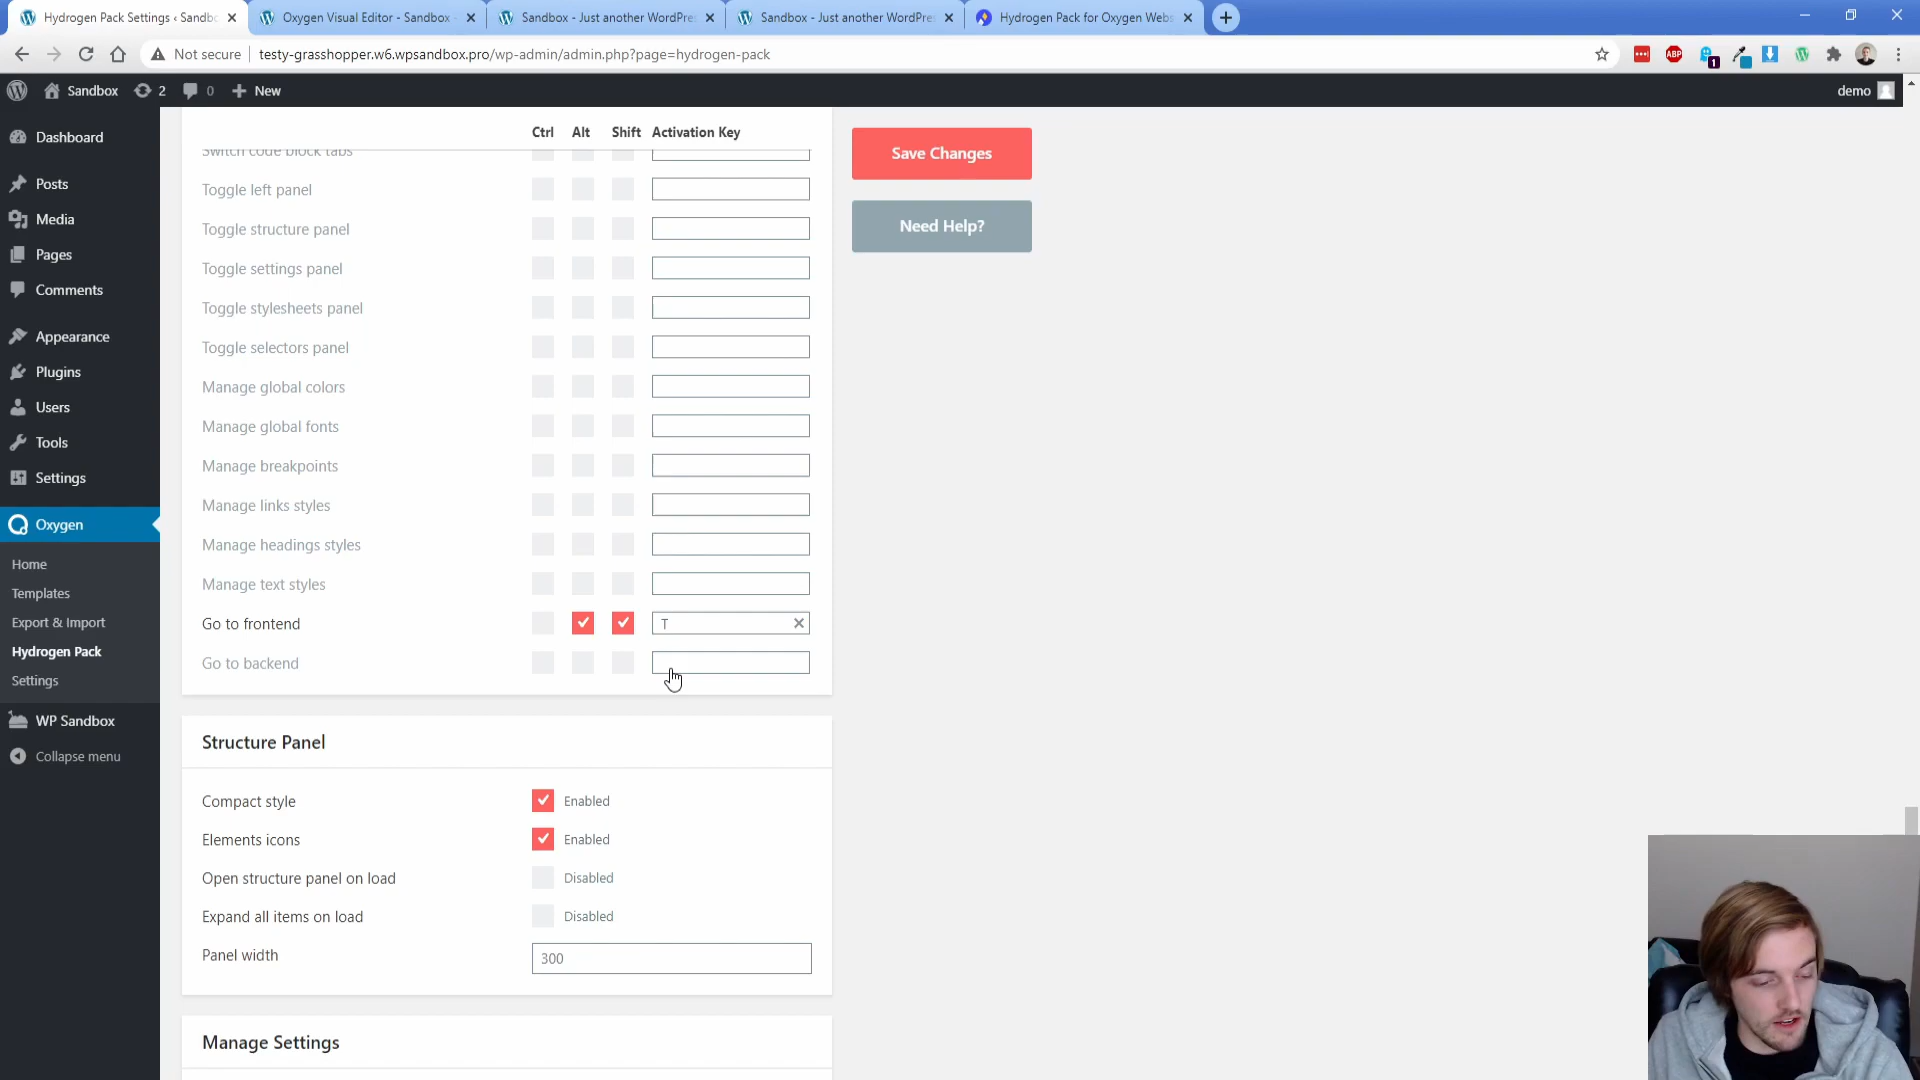 Hydrogen Pack Settings ‹ Sandbo
Oxygen Visual Editor - Sandbox -
Sandbox - Just another WordPres
Sandbox - Just another WordPres
Hydrogen Pack for Oxygen Webs
Not secure
testy-grasshopper.w6.wpsandbox.pro/wp-admin/admin.php?page=hydrogen-pack
ABP
1
Sandbox
2
0
New
demo
Dashboard
Posts
Media
Pages
Comments
Appearance
Plugins
Users
Tools
Settings
Oxygen
Home
Templates
Export & Import
Hydrogen Pack
Settings
WP Sandbox
Collapse menu
Ctrl Alt Shift Activation Key
Switch code block tabs
Toggle left panel
Toggle structure panel
Toggle settings panel
Toggle stylesheets panel
Toggle selectors panel
Manage global colors
Manage global fonts
Manage breakpoints
Manage links styles
Manage headings styles
Manage text styles
Go to frontend T
Go to backend
Structure Panel
Compact style Enabled
Elements icons Enabled
Open structure panel on load Disabled
Expand all items on load Disabled
Panel width 300
Manage Settings
Save Changes
Need Help?